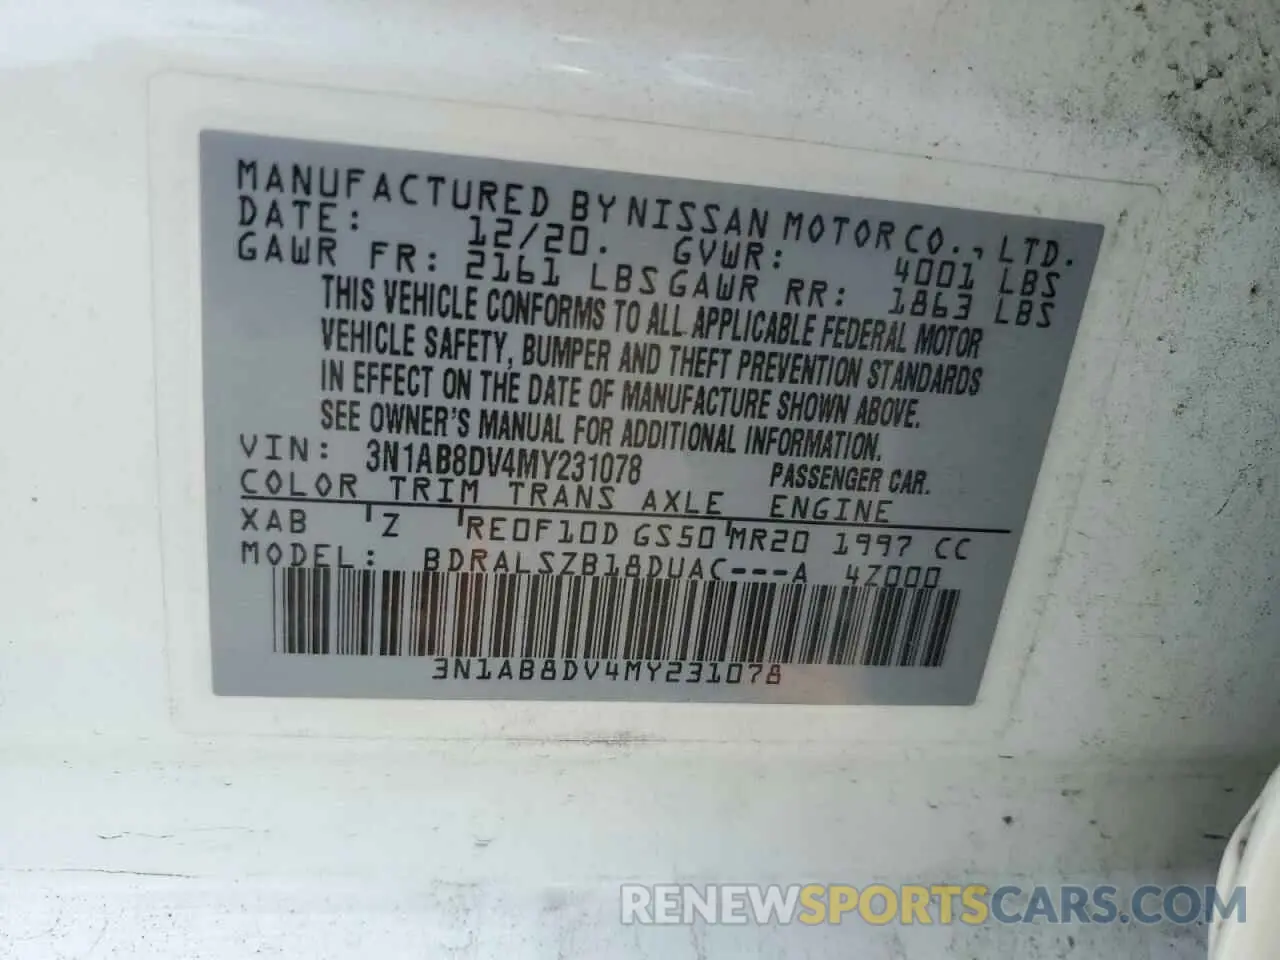 MANUFACTURED BY NISSAN MOTOR CO., LTD.
DATE: 12/20. GVWR: 4001 LBS
GAWR FR: 2161 LBS GAWR RR: 1863 LBS
THIS VEHICLE CONFORMS TO ALL APPLICABLE FEDERAL MOTOR
VEHICLE SAFETY, BUMPER AND THEFT PREVENTION STANDARDS
IN EFFECT ON THE DATE OF MANUFACTURE SHOWN ABOVE.
SEE OWNER'S MANUAL FOR ADDITIONAL INFORMATION.
VIN: 3N1AB8DV4MY231078 PASSENGER CAR.
COLOR TRIM TRANS AXLE ENGINE
XAB Z RE0F10D GS50 MR20 1997 CC
MODEL: BDRALSZB18DUAC---A 4Z000
3N1AB8DV4MY231078
RENEWSPORTSCARS.COM